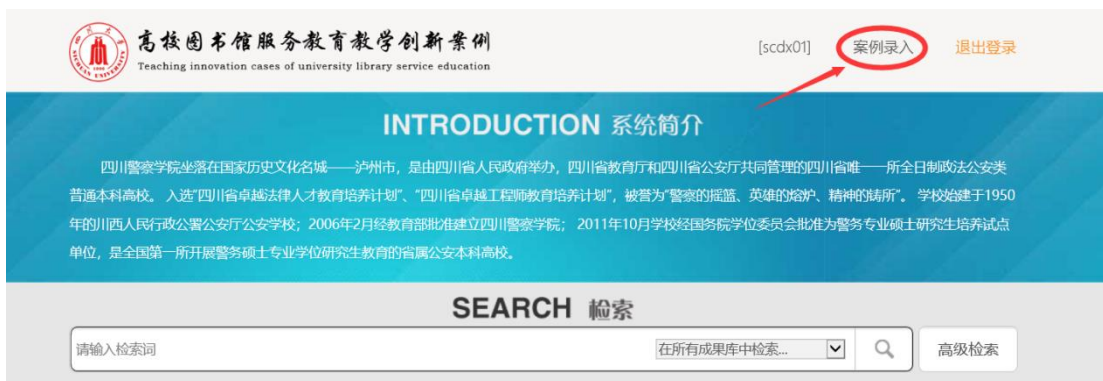 高校图书馆服务教育教学创新案例
Teaching innovation cases of university library service education
[scdx01] 案例录入 退出登录
INTRODUCTION 系统简介
四川警察学院坐落在国家历史文化名城——泸州市，是由四川省人民政府举办，四川省教育厅和四川省公安厅共同管理的四川省唯一一所全日制政法公安类
普通本科高校。入选“四川省卓越法律人才教育培养计划”、“四川省卓越工程师教育培养计划”，被誉为“警察的摇篮、英雄的熔炉、精神的铸所”。 学校始建于1950
年的川西人民行政公署公安厅公安学校；2006年2月经教育部批准建立四川警察学院； 2011年10月学校经国务院学位委员会批准为警务专业硕士研究生培养试点
单位，是全国第一所开展警务硕士专业学位研究生教育的省属公安本科高校。
SEARCH 检索
请输入检索词 在所有成果库中检索... 高级检索